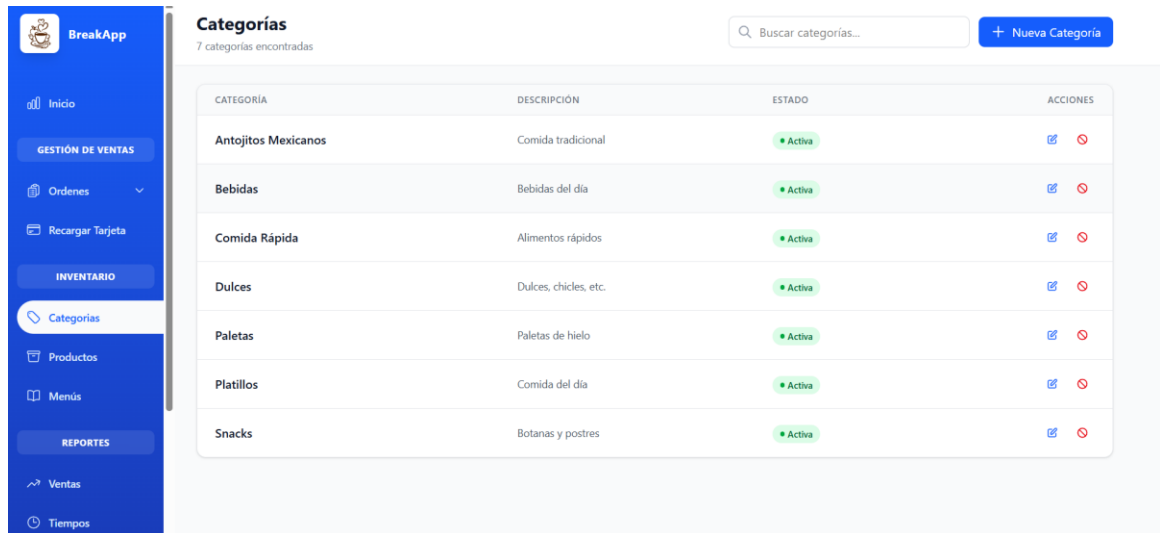 BreakApp
Inicio
GESTIÓN DE VENTAS
Ordenes
Recargar Tarjeta
INVENTARIO
Categorias
Productos
Menús
REPORTES
Ventas
Tiempos
Categorías
7 categorías encontradas
Buscar categorías...
+ Nueva Categoría
CATEGORÍA DESCRIPCIÓN ESTADO ACCIONES
Antojitos Mexicanos Comida tradicional Activa
Bebidas Bebidas del día Activa
Comida Rápida Alimentos rápidos Activa
Dulces Dulces, chicles, etc. Activa
Paletas Paletas de hielo Activa
Platillos Comida del día Activa
Snacks Botanas y postres Activa